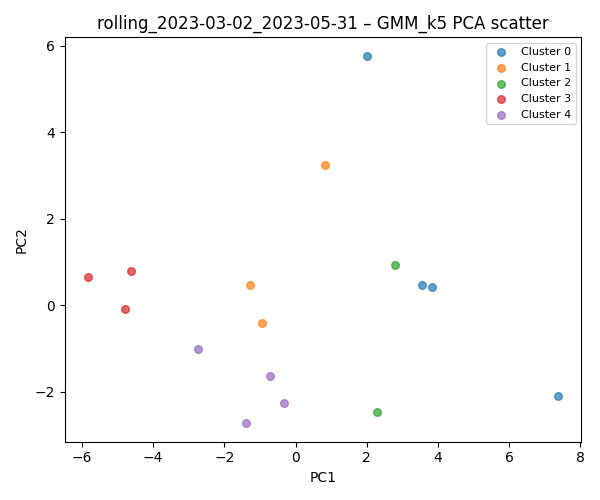 rolling_2023-03-02_2023-05-31 – GMM_k5 PCA scatter
Cluster 0
Cluster 1
Cluster 2
Cluster 3
Cluster 4
PC2
6
4
2
0
−2
−6
−4
−2
0
2
4
6
8
PC1